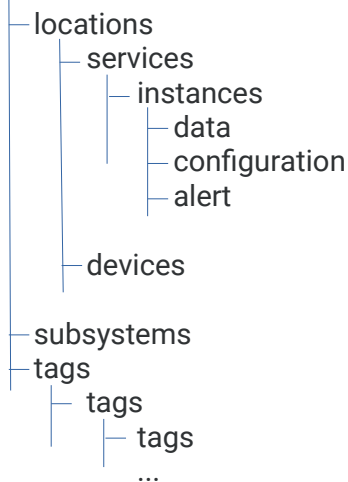 locations
services
instances
data
configuration
alert
devices
subsystems
tags
tags
tags
...